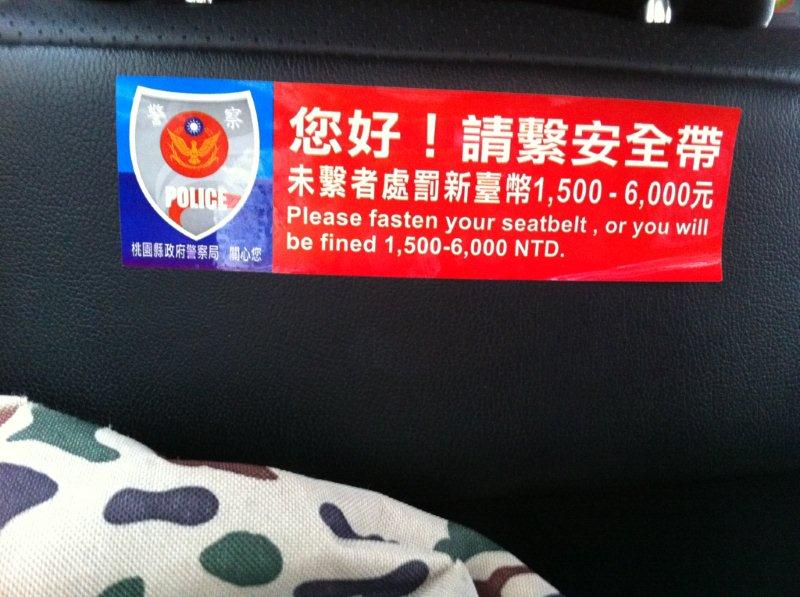 警 察
POLICE
桃園縣政府警察局 關心您
您好！請繫安全帶
未繫者處罰新臺幣1,500 - 6,000元
Please fasten your seatbelt , or you will
be fined 1,500-6,000 NTD.